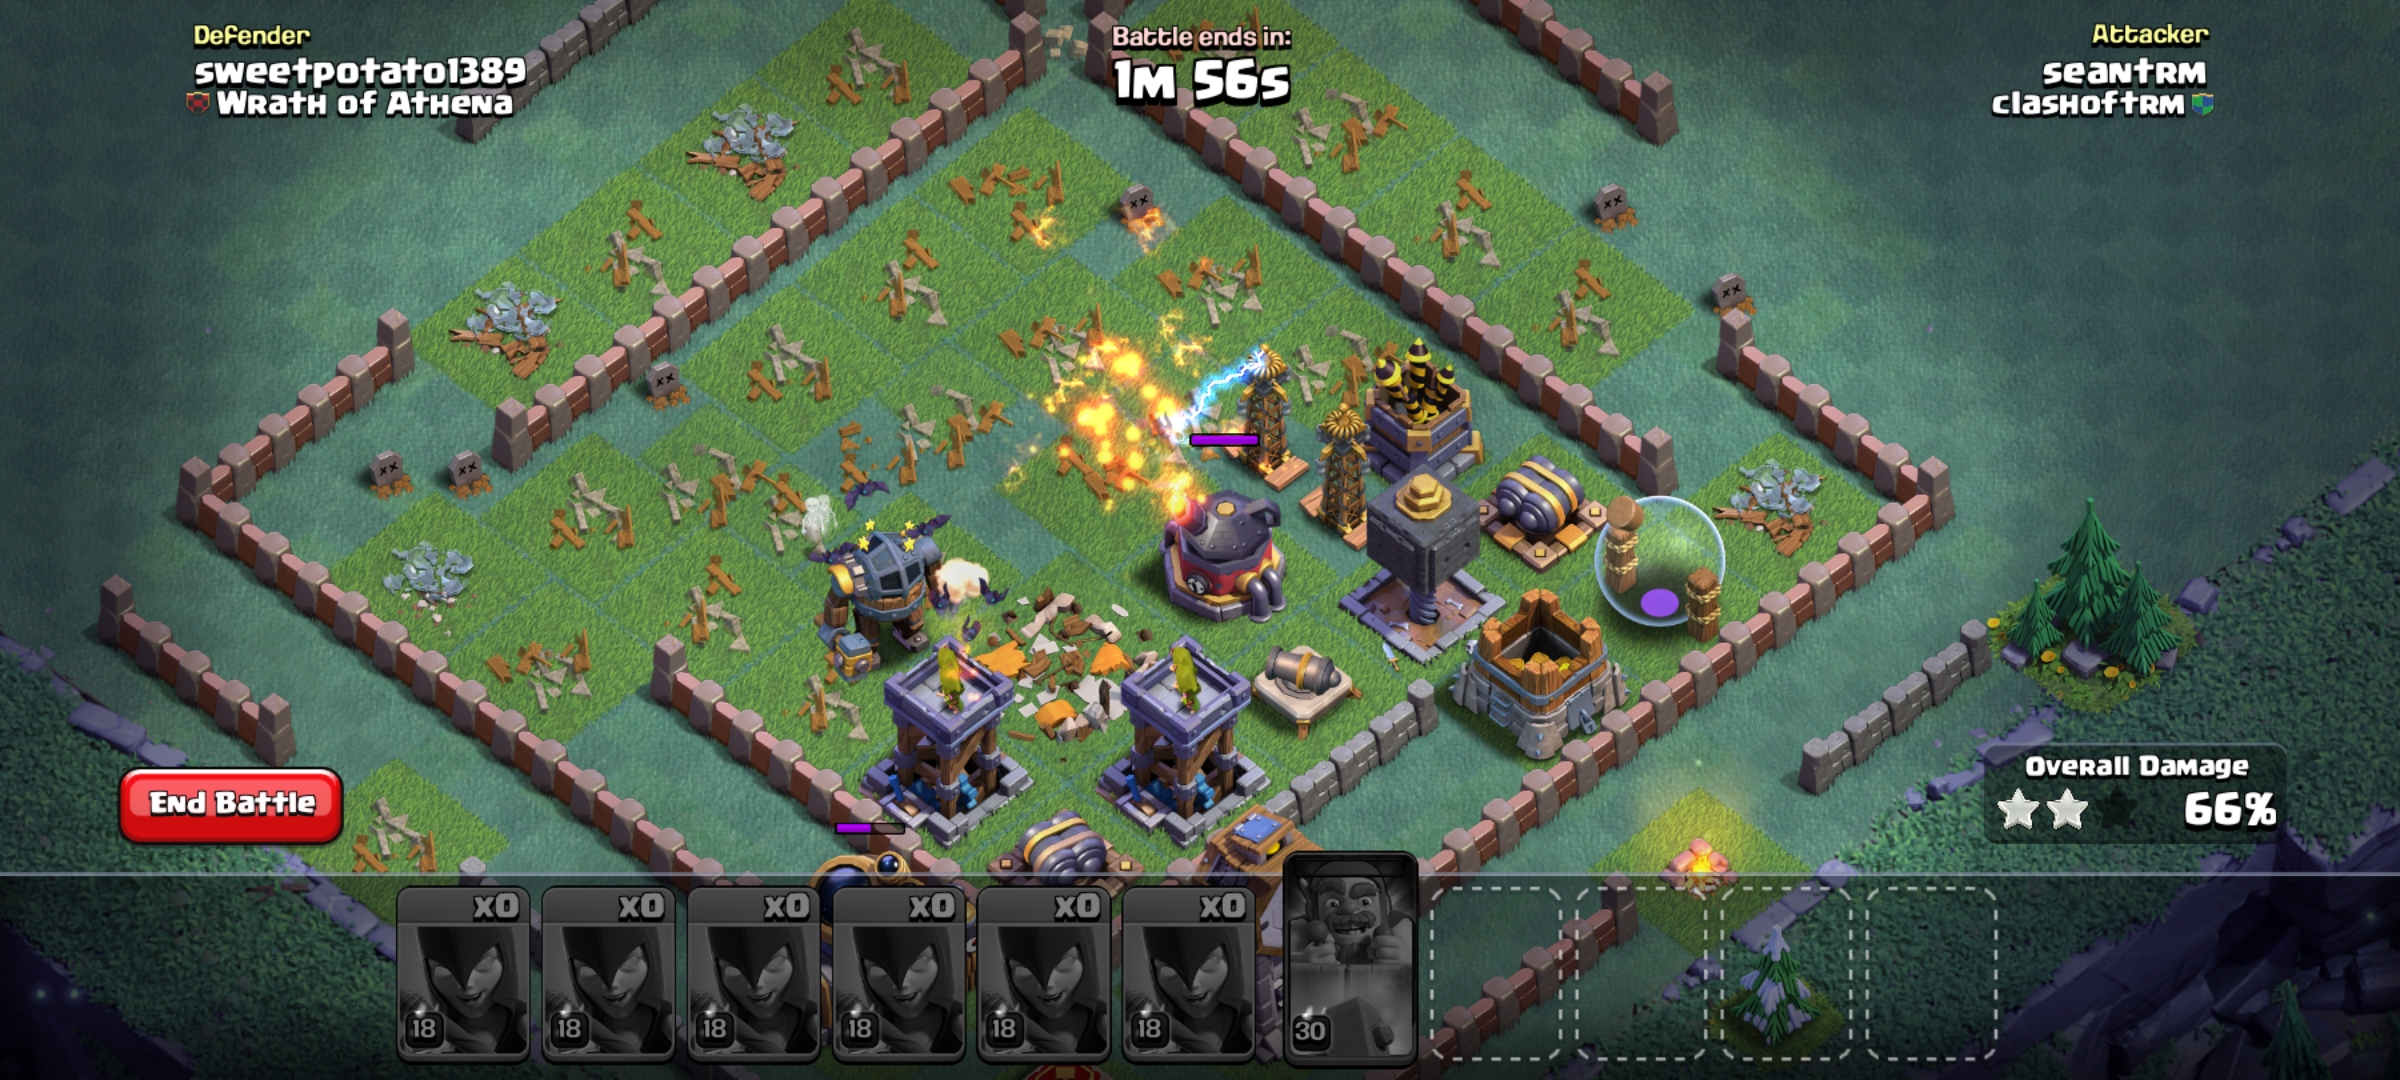 Defender
sweetpotato1389
Wrath of Athena
Battle ends in:
1M 56s
Attacker
seantRM
clashoftRM
End Battle
Overall Damage
66%
x0
x0
x0
x0
x0
x0
18
18
18
18
18
18
30